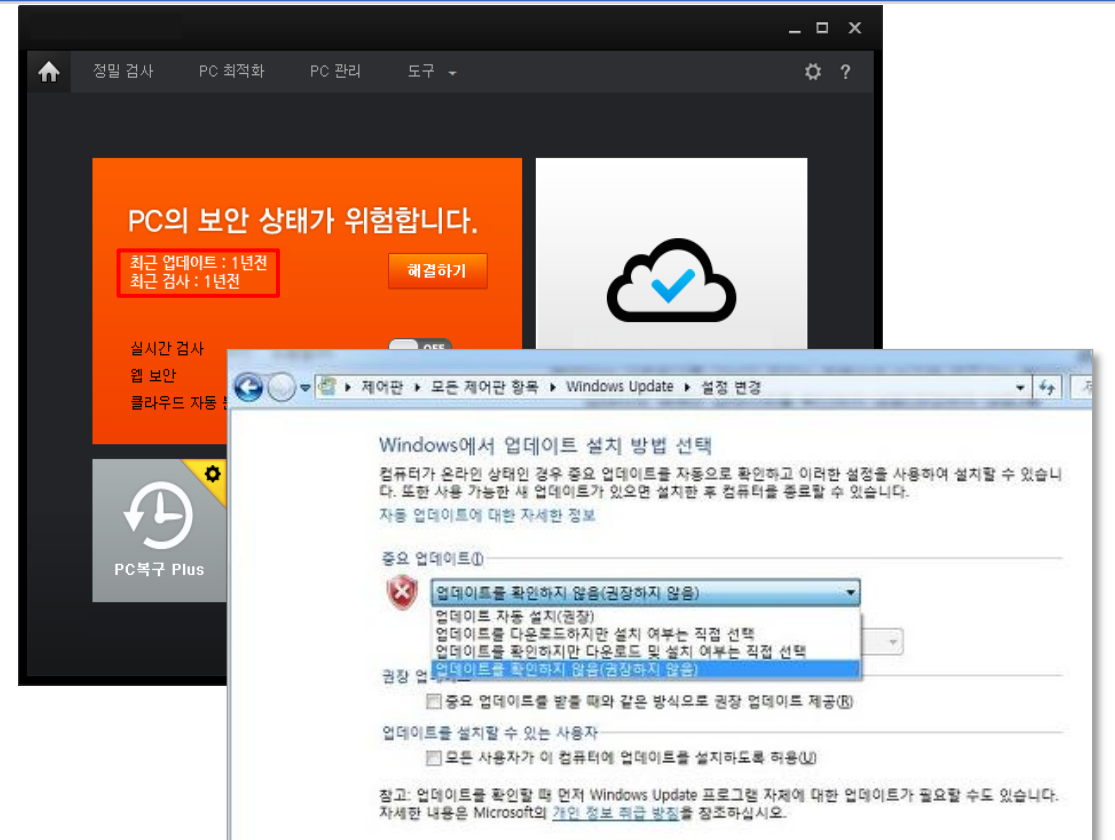 정밀 검사 PC 최적화 PC 관리 도구 ?
PC의 보안 상태가 위험합니다.
최근 업데이트 : 1년전
최근 검사 : 1년전
해결하기
실시간 검사 OFF
웹 보안
클라우드 자동
PC복구 Plus
제어판 ▸ 모든 제어판 항목 ▸ Windows Update ▸ 설정 변경
Windows에서 업데이트 설치 방법 선택
컴퓨터가 온라인 상태인 경우 중요 업데이트를 자동으로 확인하고 이러한 설정을 사용하여 설치할 수 있습니
다. 또한 사용 가능한 새 업데이트가 있으면 설치한 후 컴퓨터를 종료할 수 있습니다.
자동 업데이트에 대한 자세한 정보
중요 업데이트(I)
업데이트를 확인하지 않음(권장하지 않음)
업데이트 자동 설치(권장)
업데이트를 다운로드하지만 설치 여부는 직접 선택
업데이트를 확인하지만 다운로드 및 설치 여부는 직접 선택
업데이트를 확인하지 않음(권장하지 않음)
권장 업
중요 업데이트를 받을 때와 같은 방식으로 권장 업데이트 제공(R)
업데이트를 설치할 수 있는 사용자
모든 사용자가 이 컴퓨터에 업데이트를 설치하도록 허용(U)
참고: 업데이트를 확인할 때 먼저 Windows Update 프로그램 자체에 대한 업데이트가 필요할 수도 있습니다.
자세한 내용은 Microsoft의 개인 정보 취급 방침을 참조하십시오.